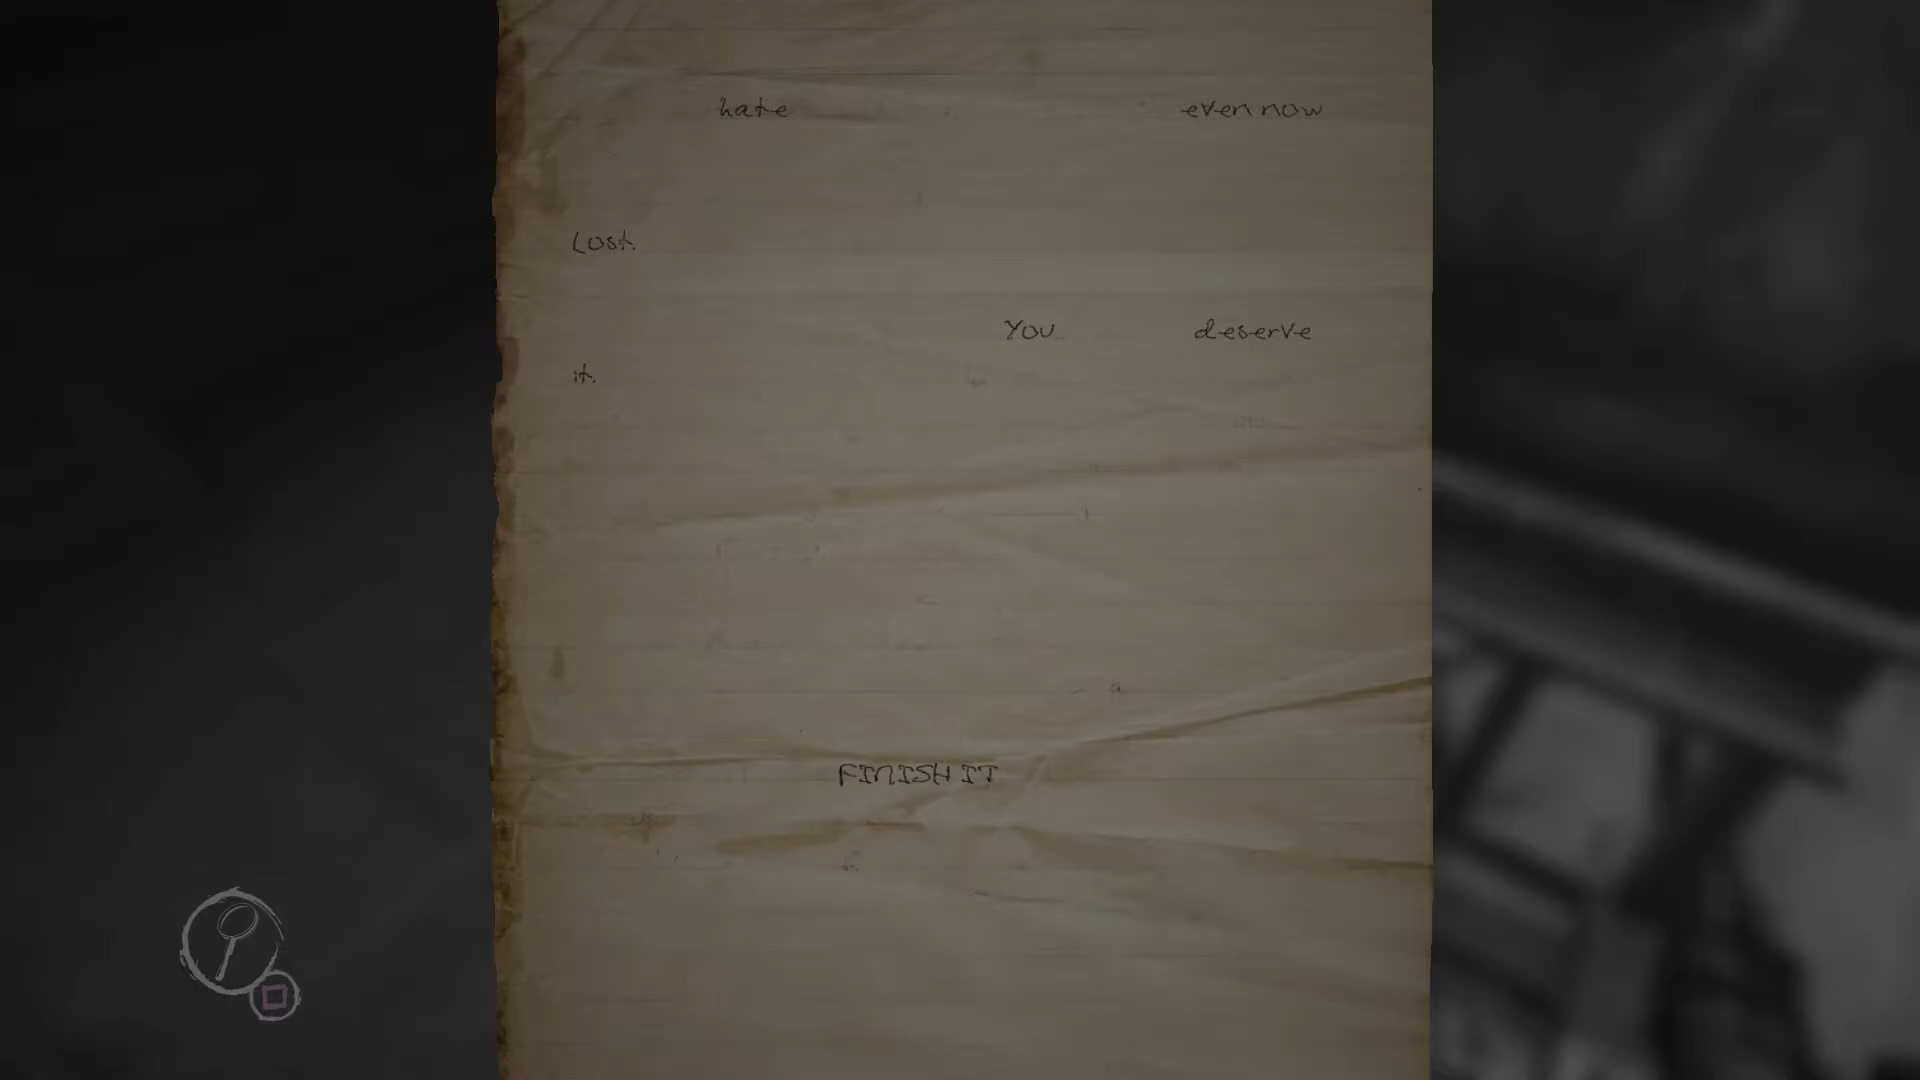 hate even now
Lost.
You deserve
it.
FINISH IT